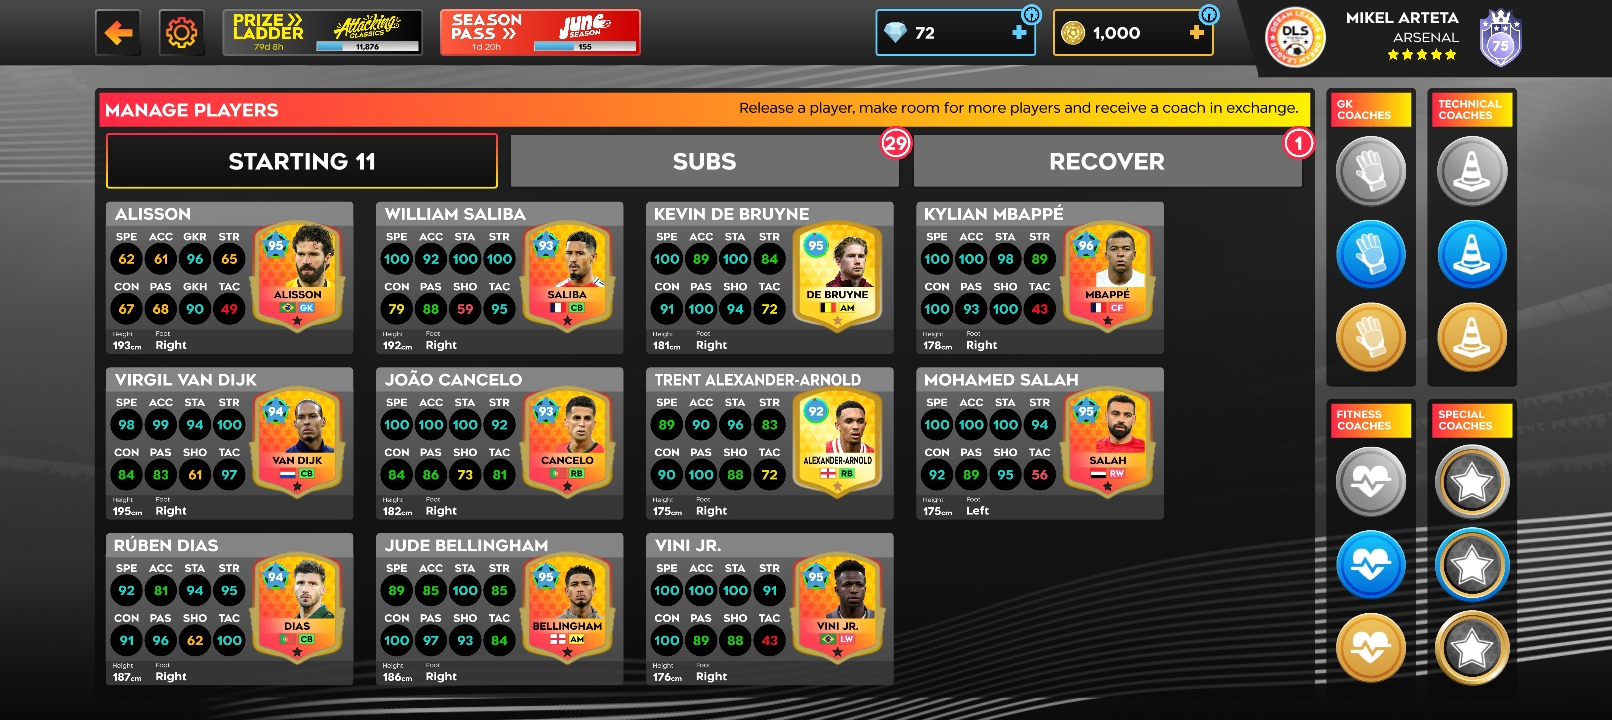 PRIZE
LADDER
79d 8h
Attacking
CLASSICS
11,876
SEASON
PASS
1d 20h
June
SEASON
155
72
1,000
DREAM LEAGUE
DLS
MIKEL ARTETA
ARSENAL
75
MANAGE PLAYERS
Release a player, make room for more players and receive a coach in exchange.
STARTING 11
SUBS
29
RECOVER
1
ALISSON
SPE ACC GKR STR
62 61 96 65
CON PAS GKH TAC
67 68 90 49
Height Foot
193cm Right
95
ALISSON
GK
WILLIAM SALIBA
SPE ACC STA STR
100 92 100 100
CON PAS SHO TAC
79 88 59 95
Height Foot
192cm Right
93
SALIBA
CB
KEVIN DE BRUYNE
SPE ACC STA STR
100 89 100 84
CON PAS SHO TAC
91 100 94 72
Height Foot
181cm Right
95
DE BRUYNE
AM
KYLIAN MBAPPÉ
SPE ACC STA STR
100 100 98 89
CON PAS SHO TAC
100 93 100 43
Height Foot
178cm Right
96
MBAPPÉ
CF
VIRGIL VAN DIJK
SPE ACC STA STR
98 99 94 100
CON PAS SHO TAC
84 83 61 97
Height Foot
195cm Right
94
VAN DIJK
CB
JOÃO CANCELO
SPE ACC STA STR
100 100 100 92
CON PAS SHO TAC
84 86 73 81
Height Foot
182cm Right
93
CANCELO
RB
TRENT ALEXANDER-ARNOLD
SPE ACC STA STR
89 90 96 83
CON PAS SHO TAC
90 100 88 72
Height Foot
175cm Right
92
ALEXANDER-ARNOLD
RB
MOHAMED SALAH
SPE ACC STA STR
100 100 100 94
CON PAS SHO TAC
92 89 95 56
Height Foot
175cm Left
95
SALAH
RW
RÚBEN DIAS
SPE ACC STA STR
92 81 94 95
CON PAS SHO TAC
91 96 62 100
Height Foot
187cm Right
94
DIAS
CB
JUDE BELLINGHAM
SPE ACC STA STR
89 85 100 85
CON PAS SHO TAC
100 97 93 84
Height Foot
186cm Right
95
BELLINGHAM
AM
VINI JR.
SPE ACC STA STR
100 100 100 91
CON PAS SHO TAC
100 89 88 43
Height Foot
176cm Right
95
VINI JR.
LW
GK
COACHES
TECHNICAL
COACHES
FITNESS
COACHES
SPECIAL
COACHES